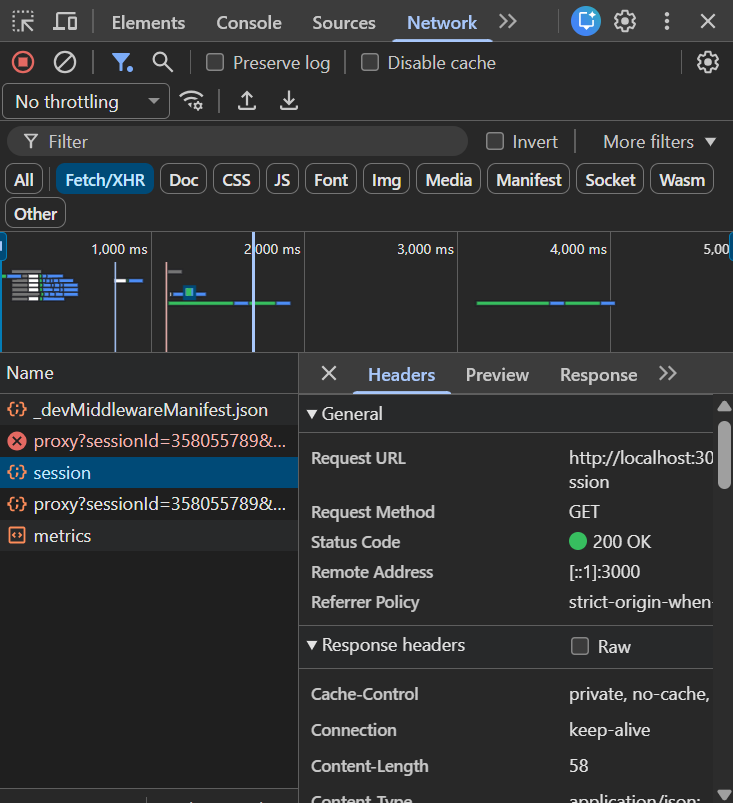 Elements Console Sources Network
Preserve log Disable cache
No throttling
Filter Invert More filters
All Fetch/XHR Doc CSS JS Font Img Media Manifest Socket Wasm
Other
1,000 ms 2,000 ms 3,000 ms 4,000 ms 5,00
Name
_devMiddlewareManifest.json
proxy?sessionId=358055789&...
session
proxy?sessionId=358055789&...
metrics
Headers Preview Response
General
Request URL http://localhost:30
ssion
Request Method GET
Status Code 200 OK
Remote Address [::1]:3000
Referrer Policy strict-origin-when-
Response headers Raw
Cache-Control private, no-cache,
Connection keep-alive
Content-Length 58
Content-Type application/json;